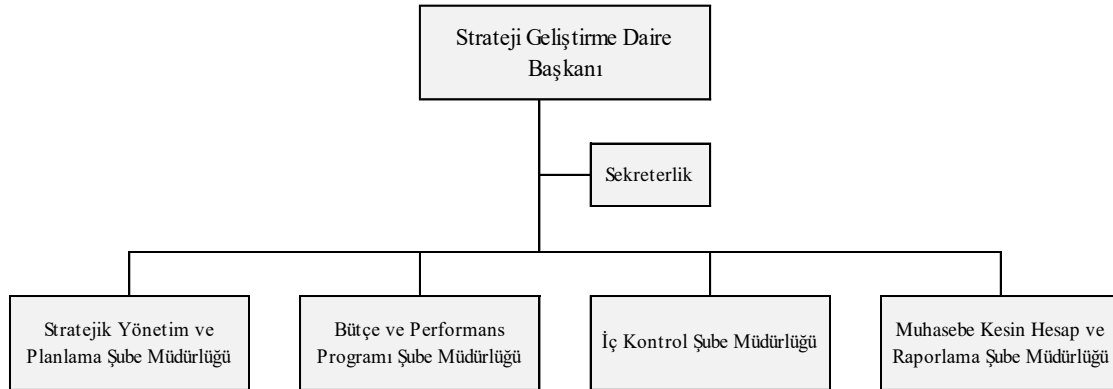 Strateji Geliştirme Daire
Başkanı
Sekreterlik
Stratejik Yönetim ve
Planlama Şube Müdürlüğü
Bütçe ve Performans
Programı Şube Müdürlüğü
İç Kontrol Şube Müdürlüğü
Muhasebe Kesin Hesap ve
Raporlama Şube Müdürlüğü